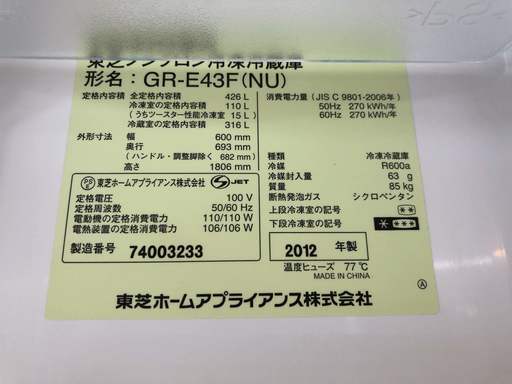 東芝ノンフロン冷凍冷蔵庫
形名：GR-E43F(NU)
定格内容積 全定格内容積 426 L
冷凍室の定格内容積 110 L
(うちツースター性能冷凍室 15 L)
冷蔵室の定格内容積 316 L
外形寸法 幅 600 mm
奥行 693 mm
(ハンドル・調整脚除く 682 mm)
高さ 1806 mm
消費電力量 (JIS C 9801-2006年)
50Hz 270 kWh/年
60Hz 270 kWh/年
種類 冷凍冷蔵庫
冷媒 R600a
冷媒封入量 63 g
質量 85 kg
断熱発泡ガス シクロペンタン
上段冷凍室の記号
下段冷凍室の記号
PS E 東芝ホームアプライアンス株式会社 S-JET
定格電圧 100 V
定格周波数 50/60 Hz
電動機の定格消費電力 110/110 W
電熱装置の定格消費電力 106/106 W
製造番号 74003233
2012 年製
温度ヒューズ 77℃
MADE IN CHINA
東芝ホームアプライアンス株式会社
Ⓐ